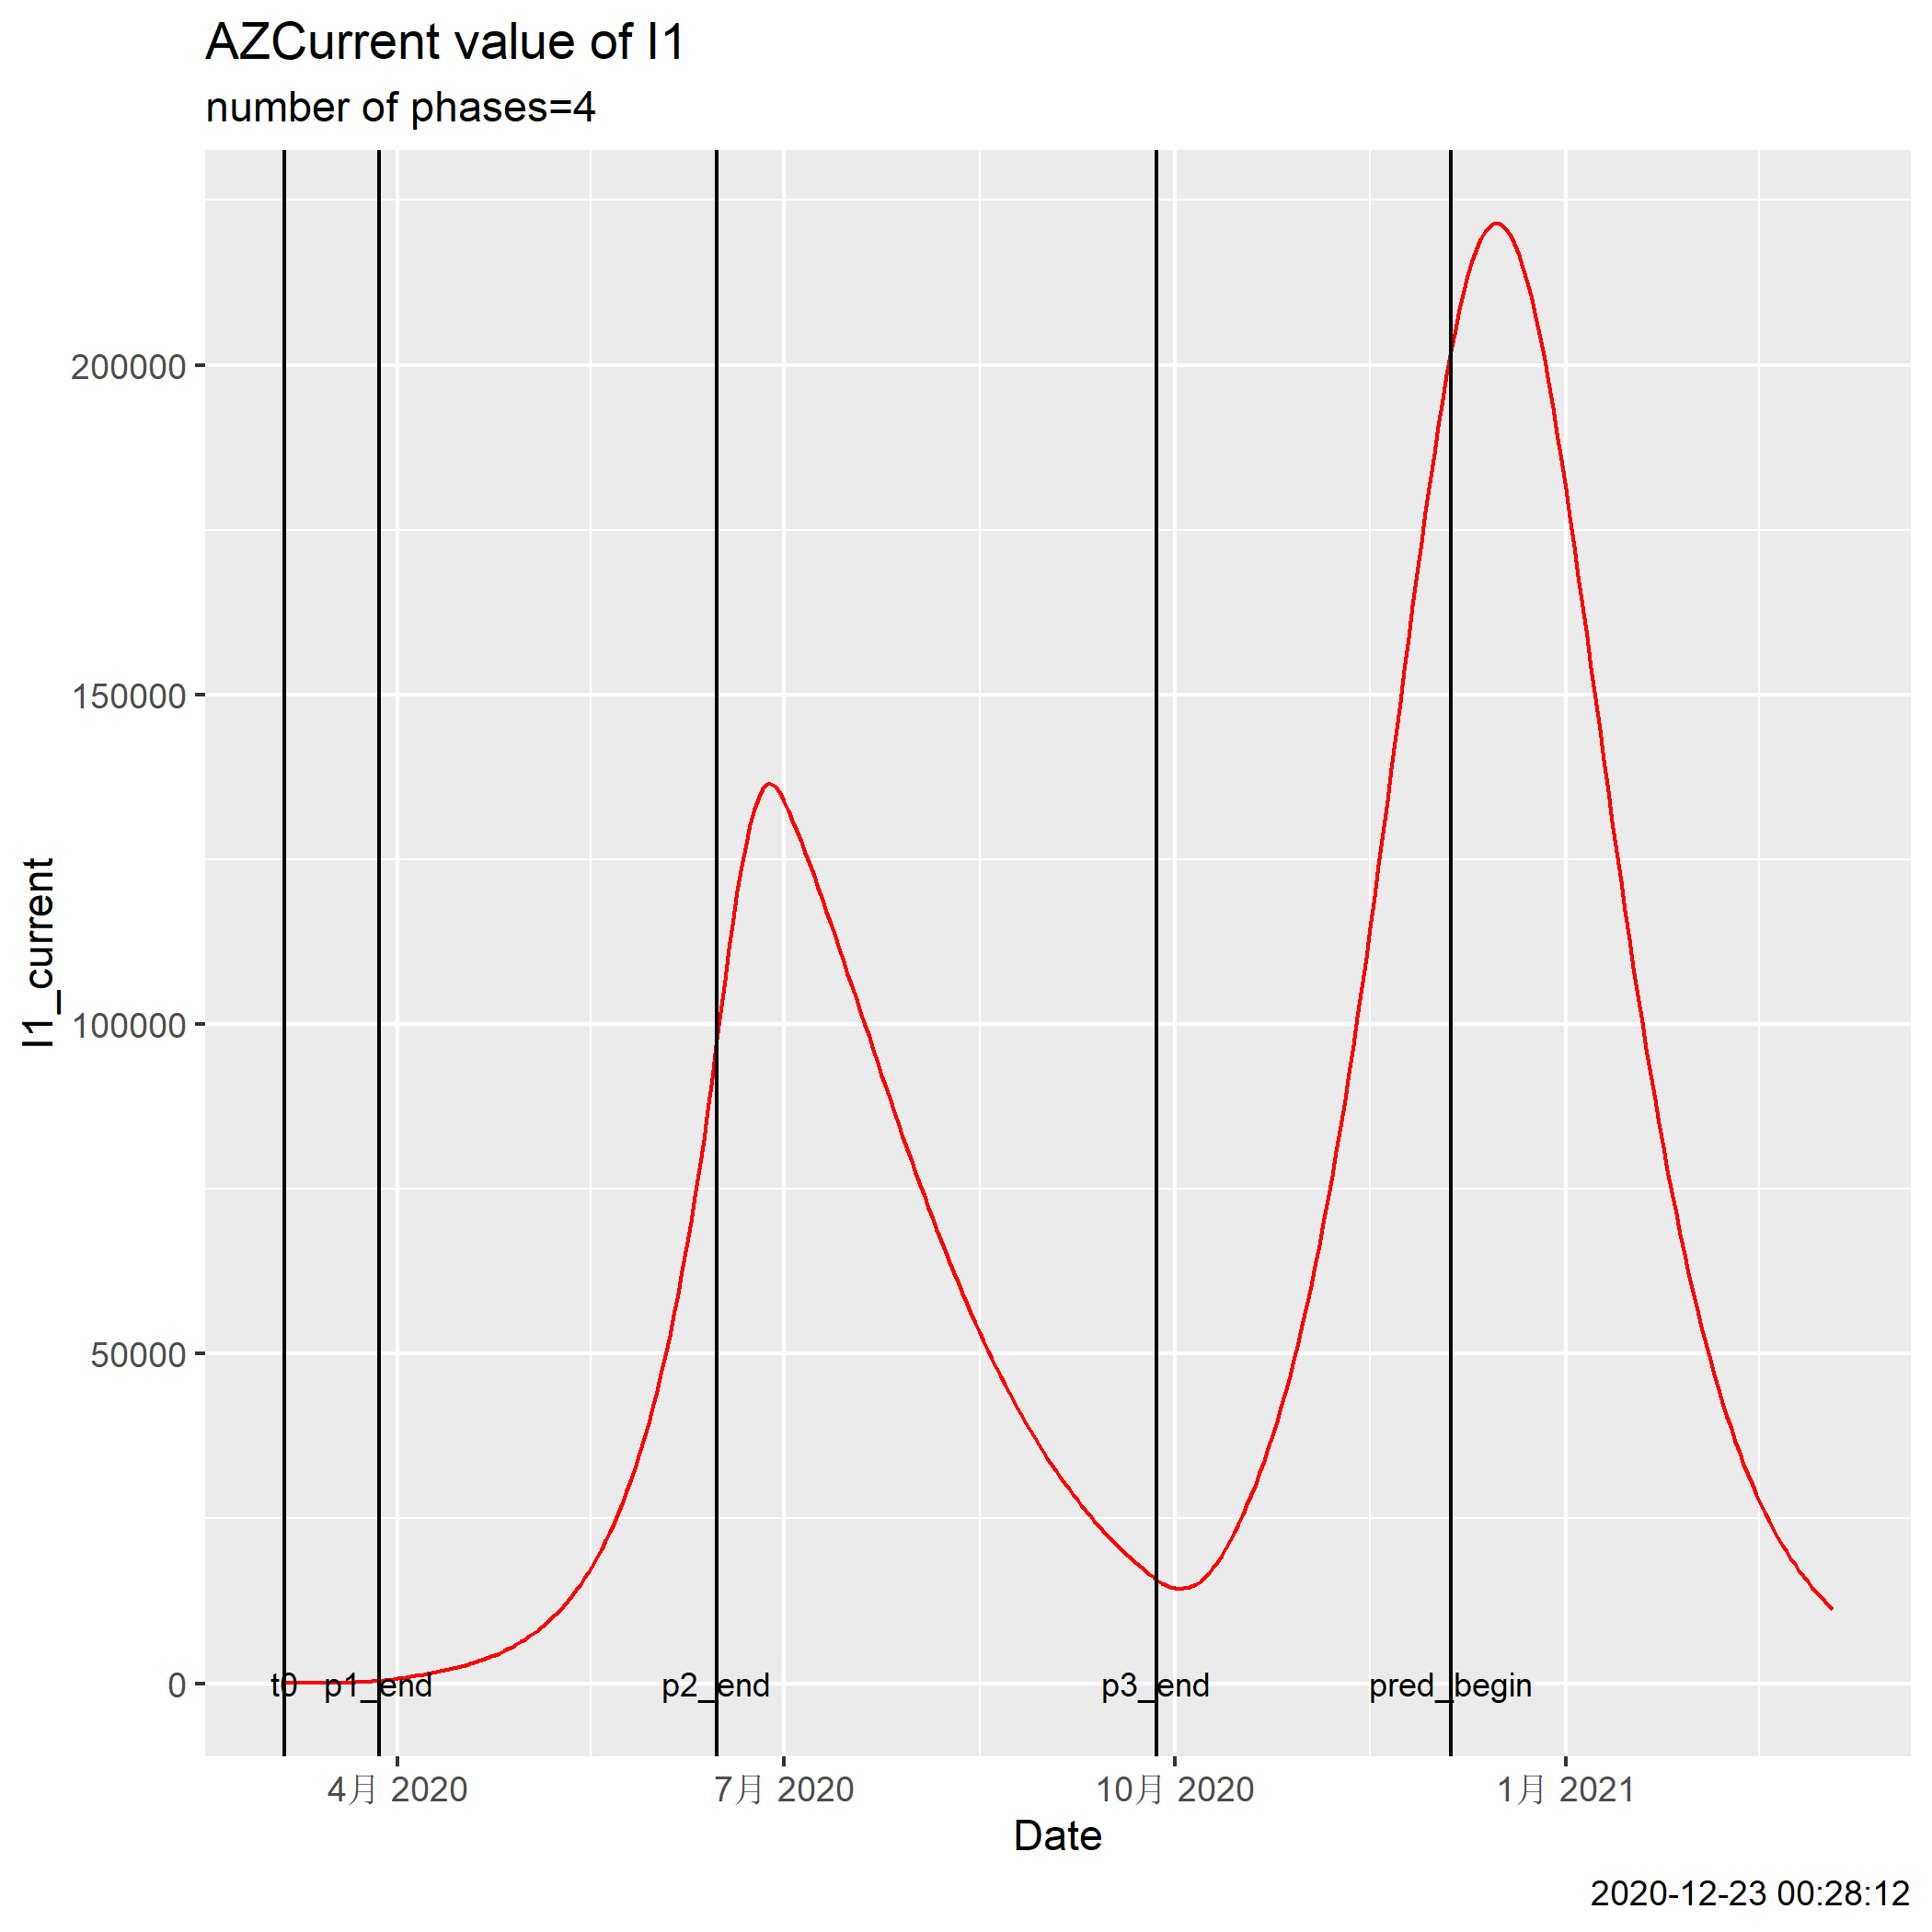 AZCurrent value of I1
number of phases=4
I1_current
200000
150000
100000
50000
0
t0 p1_end p2_end p3_end pred_begin
4月 2020 7月 2020 10月 2020 1月 2021
Date
2020-12-23 00:28:12